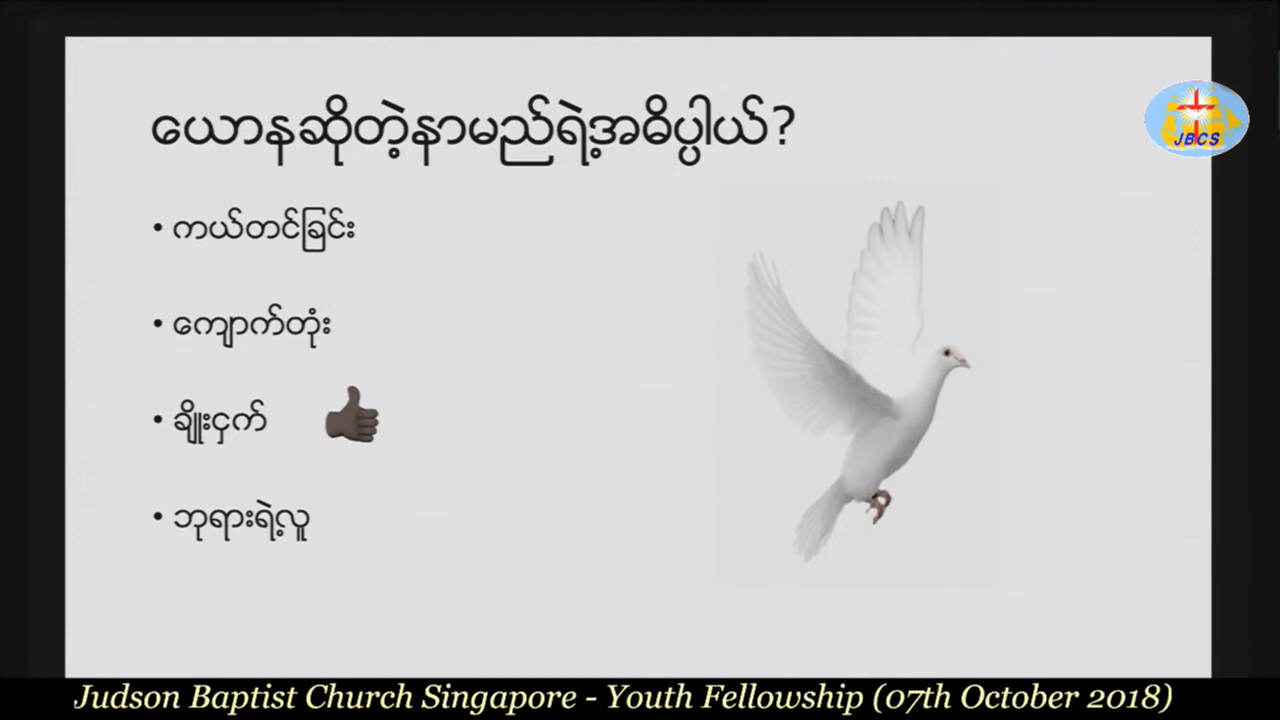 ယောနဆိုတဲ့နာမည်ရဲ့အဓိပ္ပါယ်?
JBCS
• ကယ်တင်ခြင်း
• ကျောက်တုံး
• ချိုးငှက်
• ဘုရားရဲ့လူ
Judson Baptist Church Singapore - Youth Fellowship (07th October 2018)